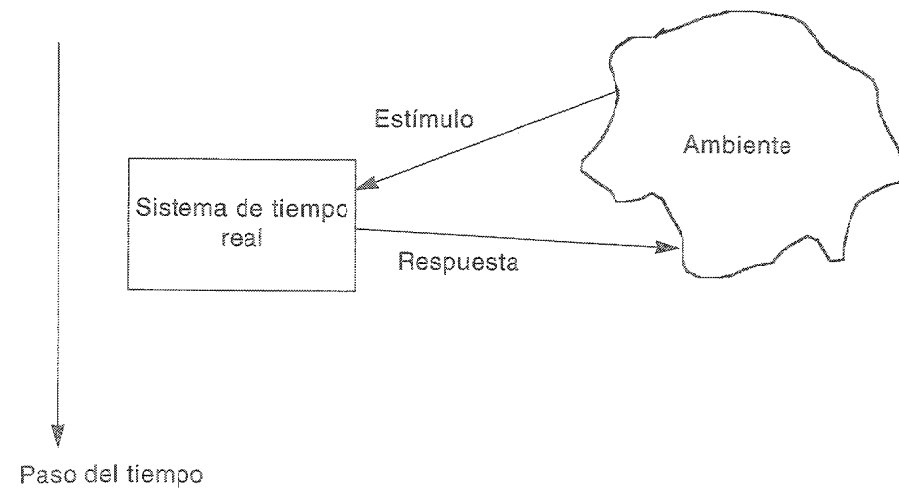 Estímulo
Ambiente
Sistema de tiempo
real
Respuesta
Paso del tiempo